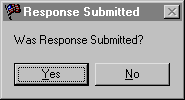 Response Submitted
Was Response Submitted?
Yes
No